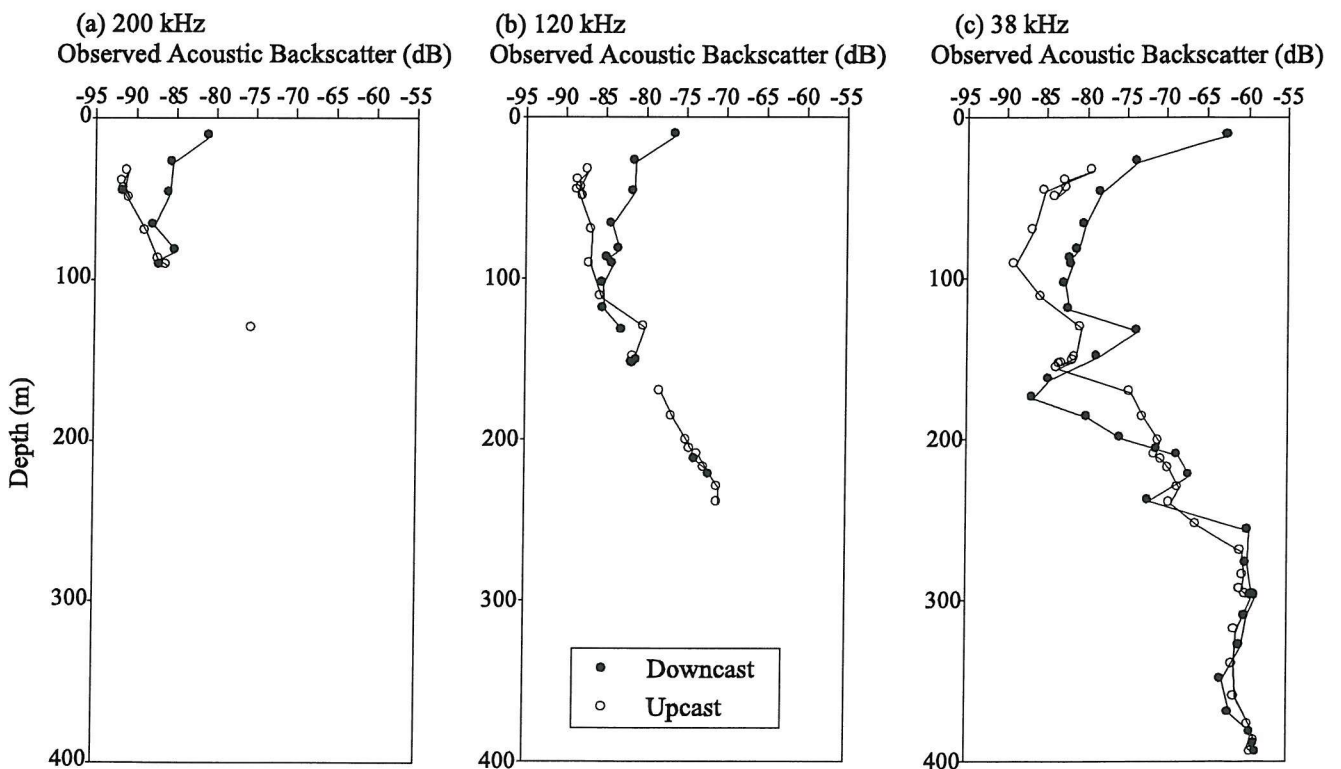 (a) 200 kHz
Observed Acoustic Backscatter (dB)
-95 -90 -85 -80 -75 -70 -65 -60 -55
(b) 120 kHz
Observed Acoustic Backscatter (dB)
-95 -90 -85 -80 -75 -70 -65 -60 -55
(c) 38 kHz
Observed Acoustic Backscatter (dB)
-95 -90 -85 -80 -75 -70 -65 -60 -55
Depth (m)
0
100
200
300
400
0
100
200
300
400
0
100
200
300
400
Downcast
Upcast